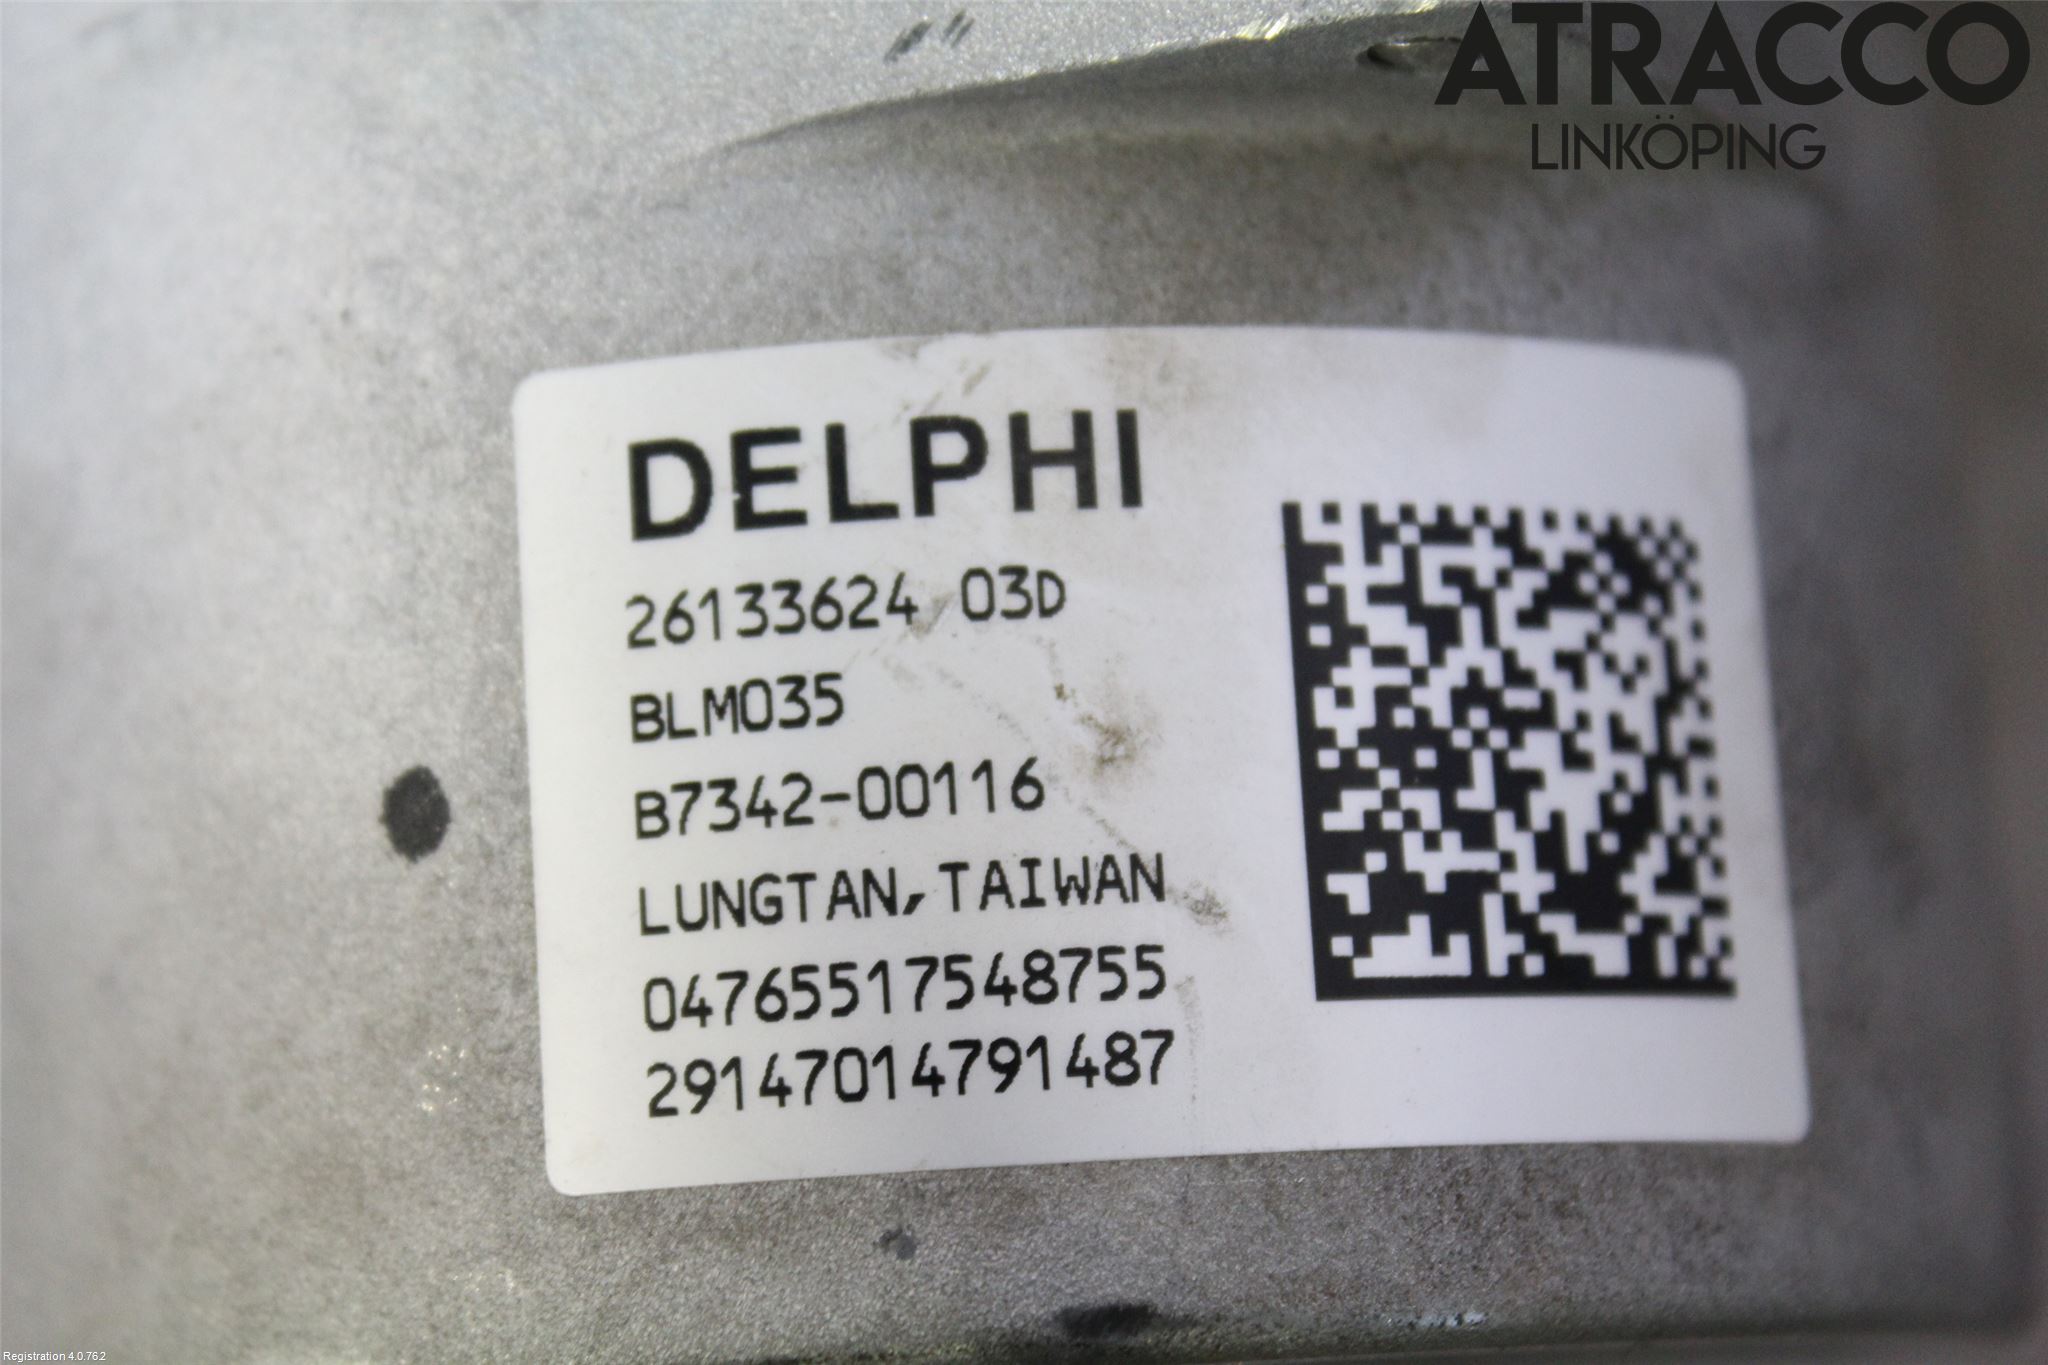 ATRACCO
LINKÖPING
DELPHI
26133624 03D
BLM035
B7342-00116
LUNGTAN,TAIWAN
04765517548755
29147014791487
Registration 4.0.762